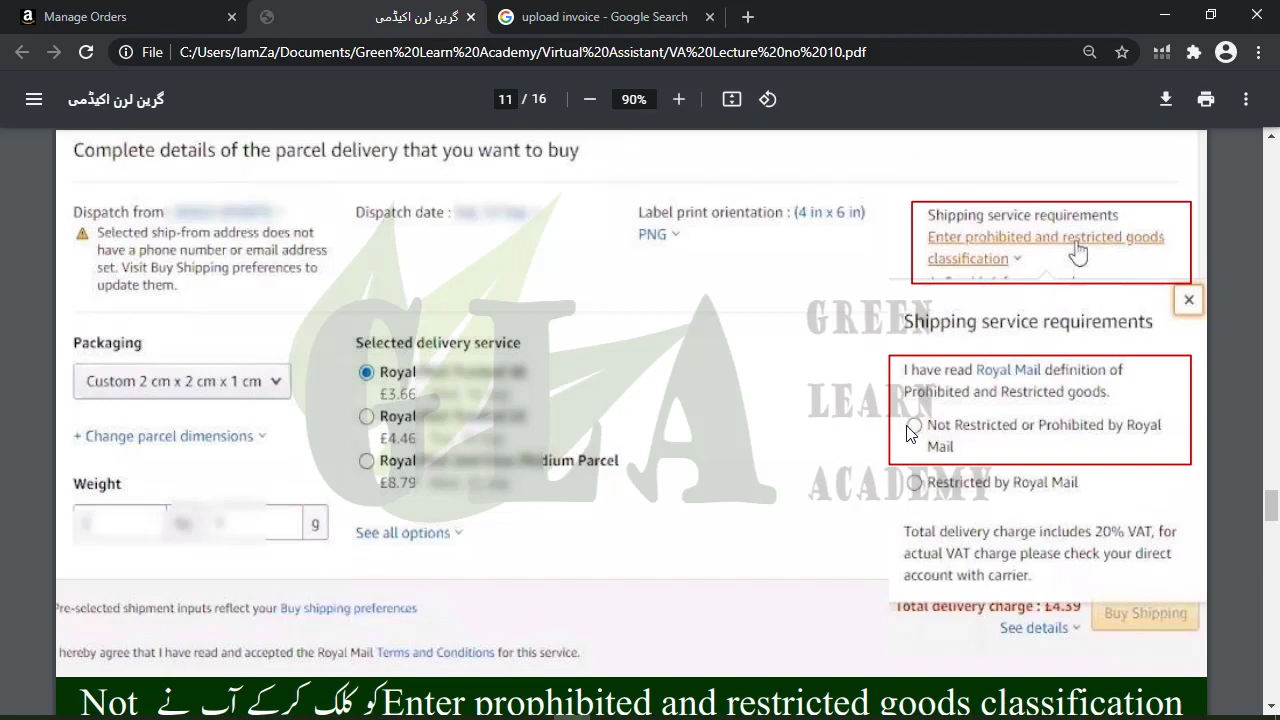 Manage Orders
گرین لرن اکیڈمی
upload invoice - Google Search
File
C:/Users/IamZa/Documents/Green%20Learn%20Academy/Virtual%20Assistant/VA%20Lecture%20no%2010.pdf
گرین لرن اکیڈمی
11 / 16
90%
Complete details of the parcel delivery that you want to buy
Dispatch from
Selected ship-from address does not
have a phone number or email address
set. Visit Buy Shipping preferences to
update them.
Dispatch date :
Label print orientation : (4 in x 6 in)
PNG
Shipping service requirements
Enter prohibited and restricted goods
classification
Shipping service requirements
I have read Royal Mail definition of
Prohibited and Restricted goods.
Not Restricted or Prohibited by Royal
Mail
Restricted by Royal Mail
Total delivery charge includes 20% VAT, for
actual VAT charge please check your direct
account with carrier.
Packaging
Custom 2 cm x 2 cm x 1 cm
+ Change parcel dimensions
Weight
g
Selected delivery service
Royal
£3.66
Royal
£4.46
Royal dium Parcel
£8.79
See all options
GLA
GREEN
LEARN
ACADEMY
Pre-selected shipment inputs reflect your Buy shipping preferences
Total delivery charge : £4.39
Buy Shipping
See details
hereby agree that I have read and accepted the Royal Mail Terms and Conditions for this service.
Enter prophibited and restricted goods classification کو کلک کرکے آپ نے Not